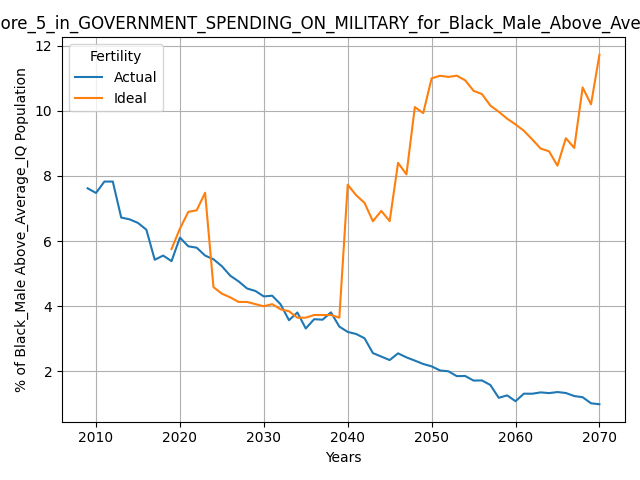 ore_5_in_GOVERNMENT_SPENDING_ON_MILITARY_for_Black_Male_Above_Ave
12
10
8
6
4
2
% of Black_Male Above_Average_IQ Population
Fertility
Actual
Ideal
2010 2020 2030 2040 2050 2060 2070
Years